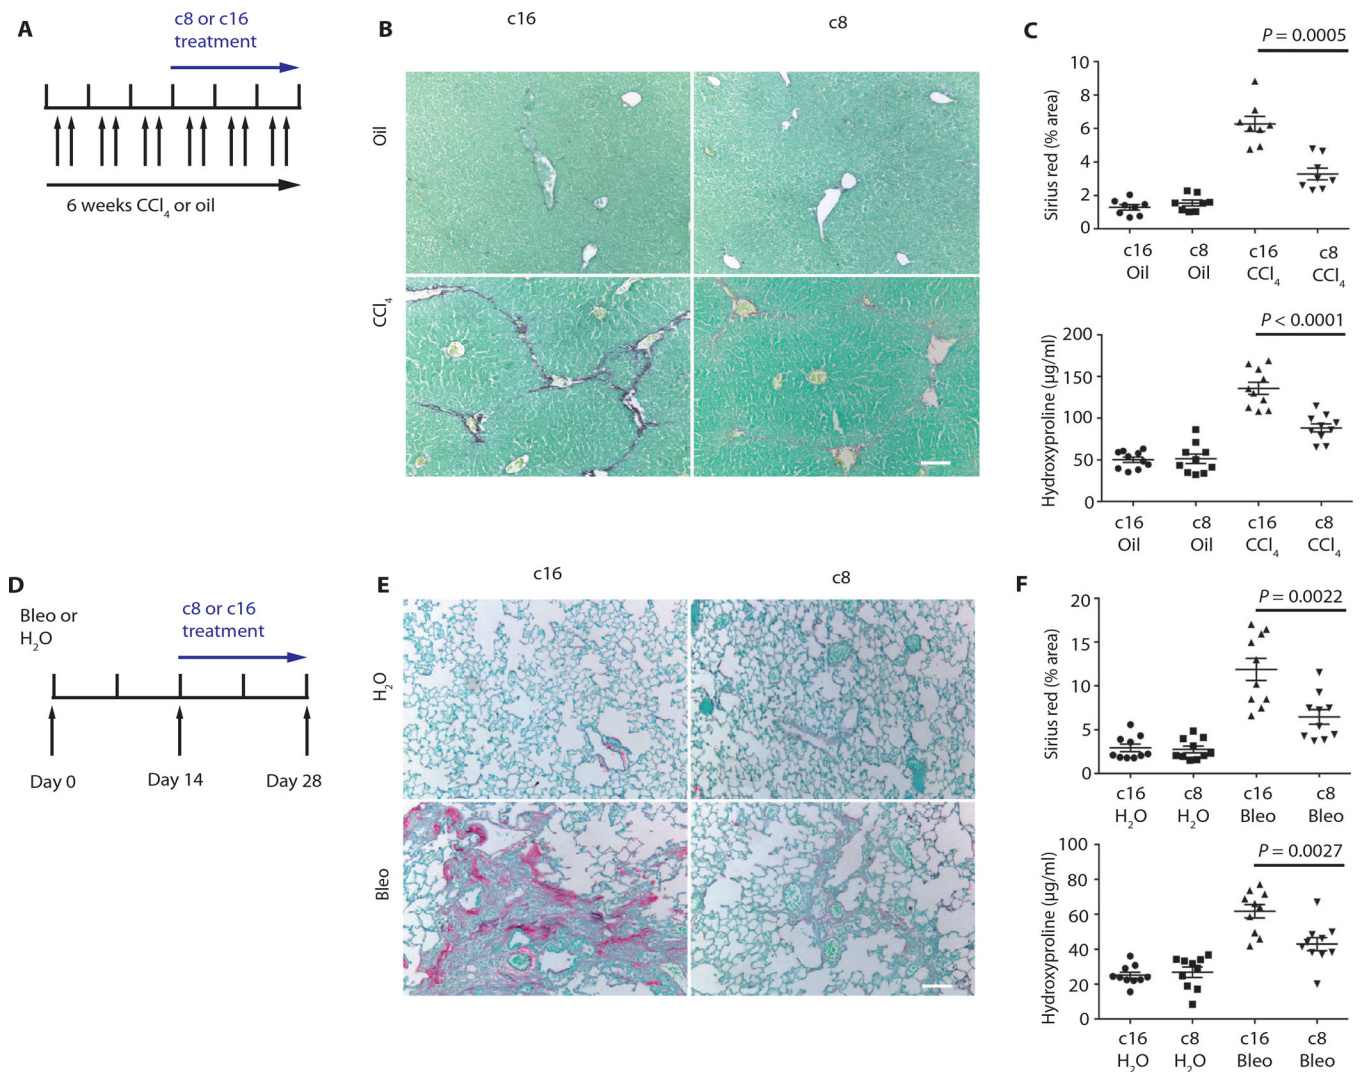 A
c8 or c16
treatment
6 weeks CCl₄ or oil
B
c16
c8
Oil
CCl₄
C
P = 0.0005
Sirius red (% area)
10
8
6
4
2
0
c16
Oil
c8
Oil
c16
CCl₄
c8
CCl₄
P < 0.0001
Hydroxyproline (µg/ml)
200
150
100
50
0
c16
Oil
c8
Oil
c16
CCl₄
c8
CCl₄
D
Bleo or
H₂O
c8 or c16
treatment
Day 0
Day 14
Day 28
E
c16
c8
H₂O
Bleo
F
P = 0.0022
Sirius red (% area)
20
15
10
5
0
c16
H₂O
c8
H₂O
c16
Bleo
c8
Bleo
P = 0.0027
Hydroxyproline (µg/ml)
100
80
60
40
20
0
c16
H₂O
c8
H₂O
c16
Bleo
c8
Bleo